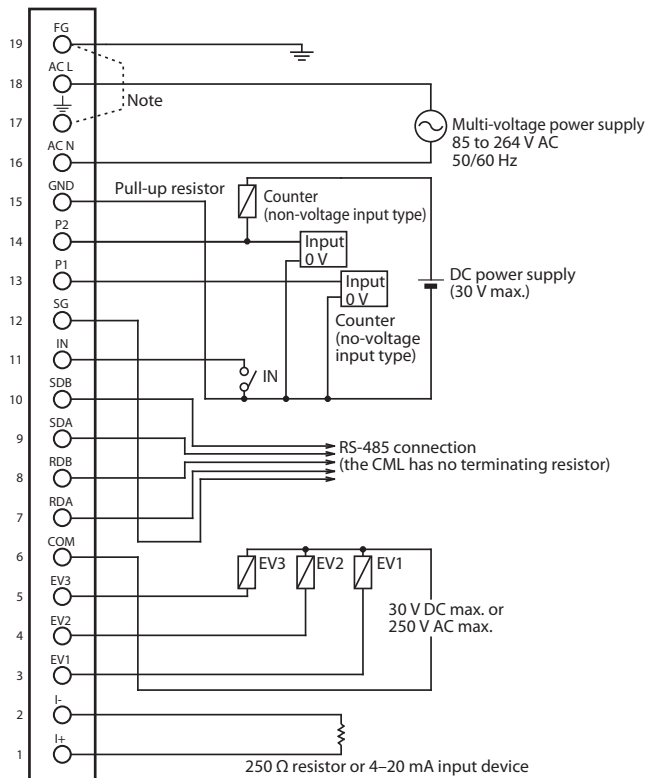 FG
19
AC L
18
Note
17
Multi-voltage power supply
85 to 264 V AC
50/60 Hz
AC N
16
GND
15
Pull-up resistor
Counter
(non-voltage input type)
P2
14
Input
0 V
P1
13
Input
0 V
DC power supply
(30 V max.)
SG
12
Counter
(no-voltage
input type)
IN
11
IN
SDB
10
SDA
9
RS-485 connection
(the CML has no terminating resistor)
RDB
8
RDA
7
COM
6
EV3
EV2
EV1
EV3
5
30 V DC max. or
250 V AC max.
EV2
4
EV1
3
I-
2
I+
1
250 Ω resistor or 4–20 mA input device